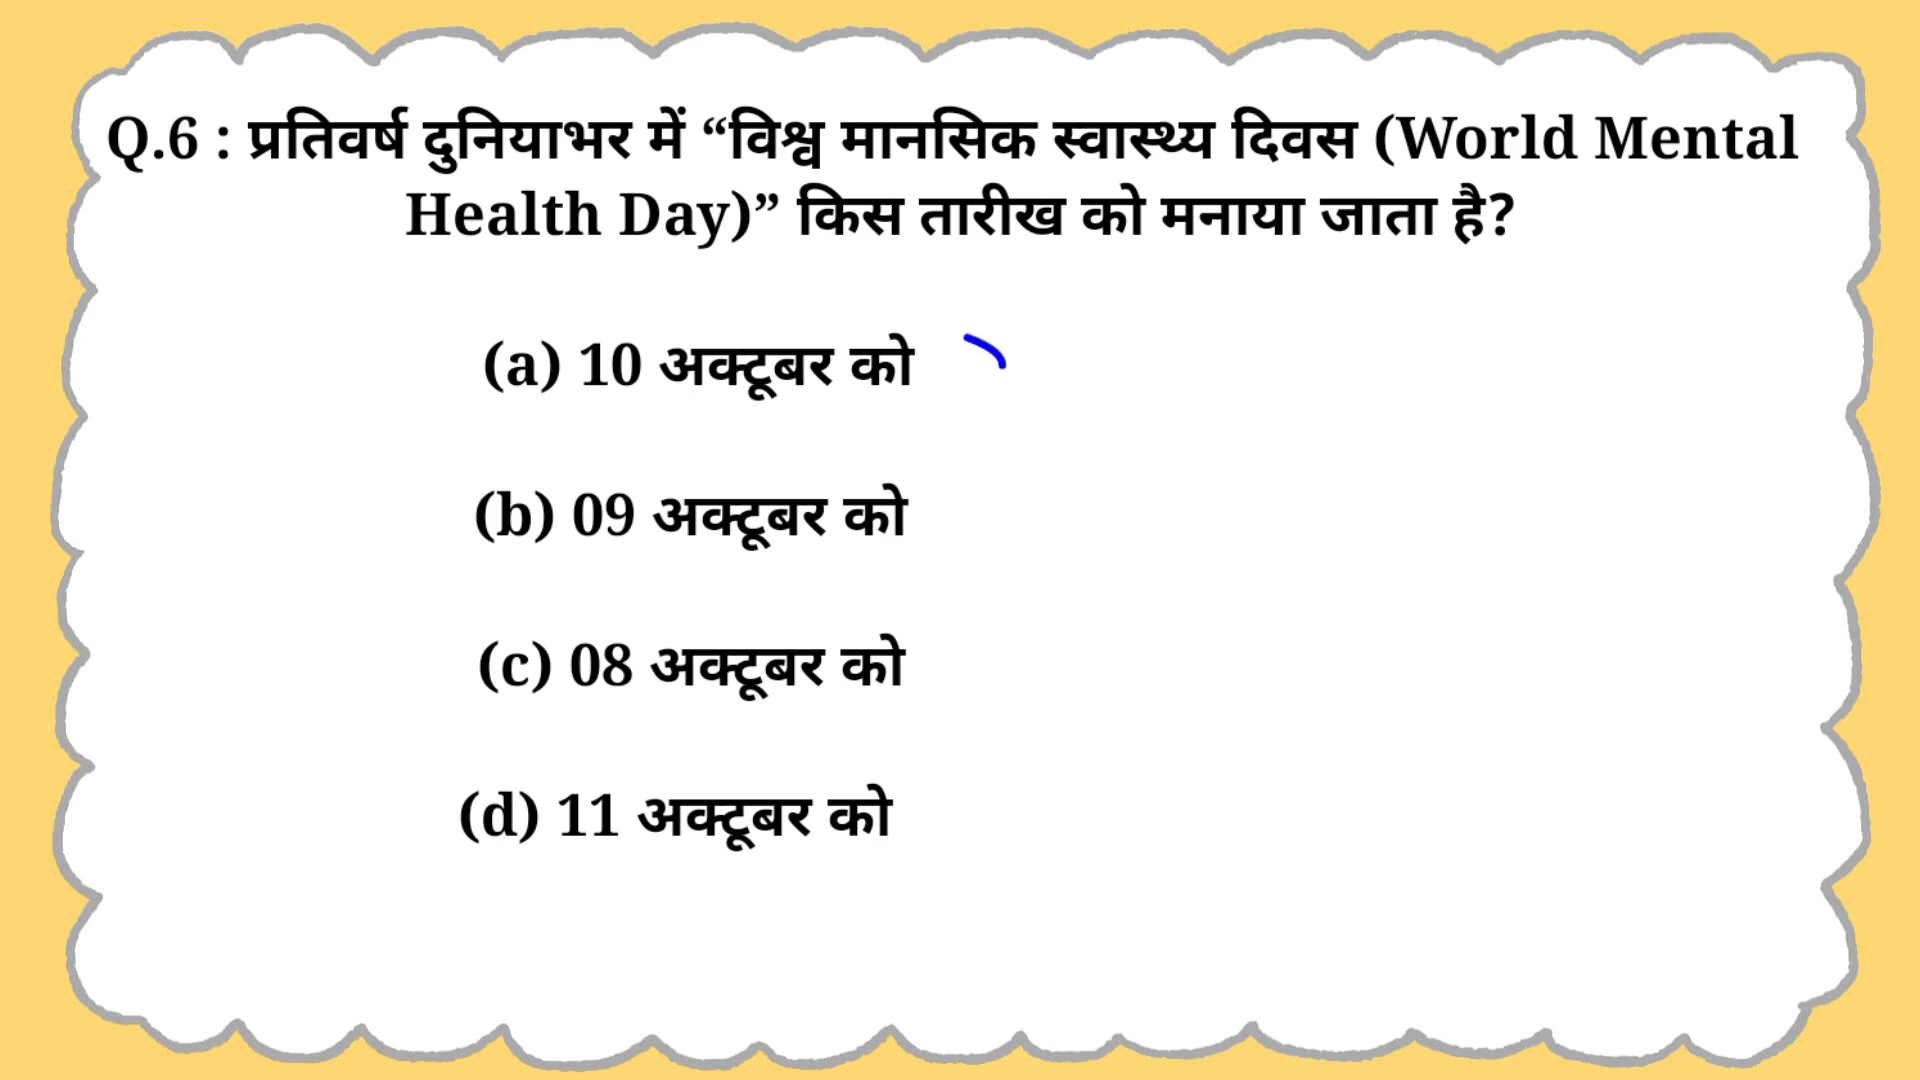 Q.6 : प्रतिवर्ष दुनियाभर में “विश्व मानसिक स्वास्थ्य दिवस (World Mental
Health Day)” किस तारीख को मनाया जाता है?
(a) 10 अक्टूबर को
(b) 09 अक्टूबर को
(c) 08 अक्टूबर को
(d) 11 अक्टूबर को